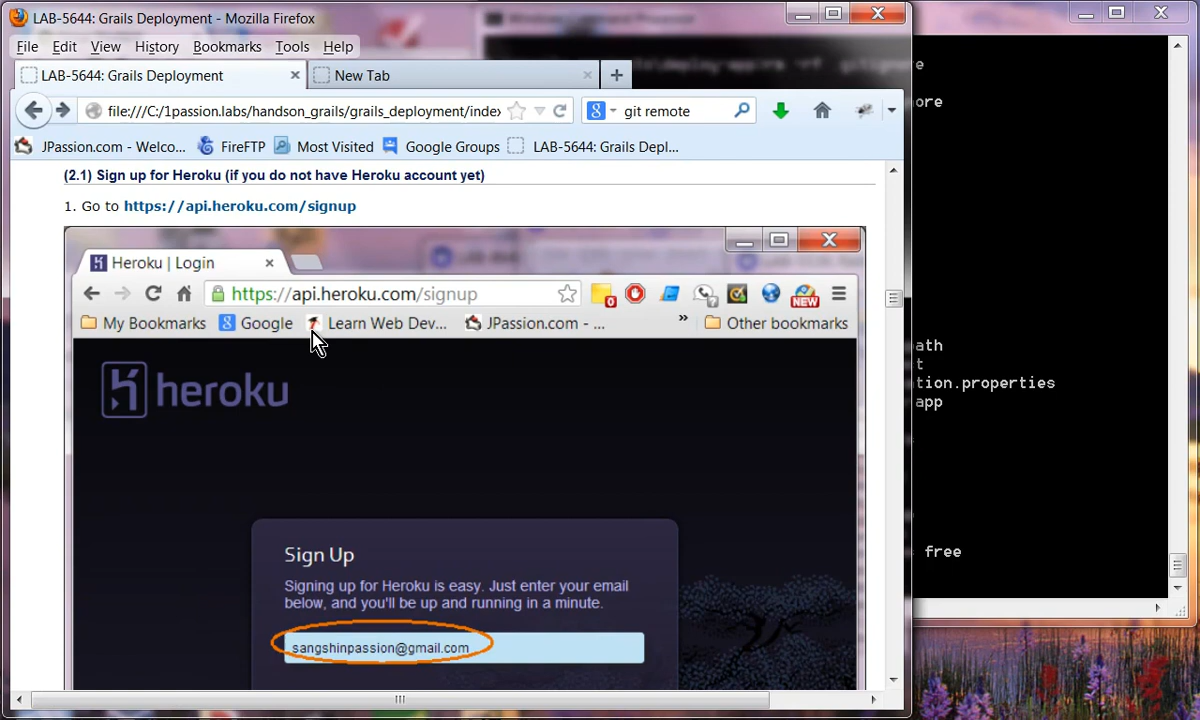 LAB-5644: Grails Deployment - Mozilla Firefox
File Edit View History Bookmarks Tools Help
LAB-5644: Grails Deployment
New Tab
file:///C:/1passion.labs/handson_grails/grails_deployment/index
git remote
JPassion.com - Welco... FireFTP Most Visited Google Groups LAB-5644: Grails Depl...
(2.1) Sign up for Heroku (if you do not have Heroku account yet)
1. Go to https://api.heroku.com/signup
Heroku | Login
https://api.heroku.com/signup
0 ? NEW
My Bookmarks Google Learn Web Dev... JPassion.com - ... » Other bookmarks
heroku
Sign Up
Signing up for Heroku is easy. Just enter your email
below, and you'll be up and running in a minute.
sangshinpassion@gmail.com
ore
ath
t
tion.properties
app
free